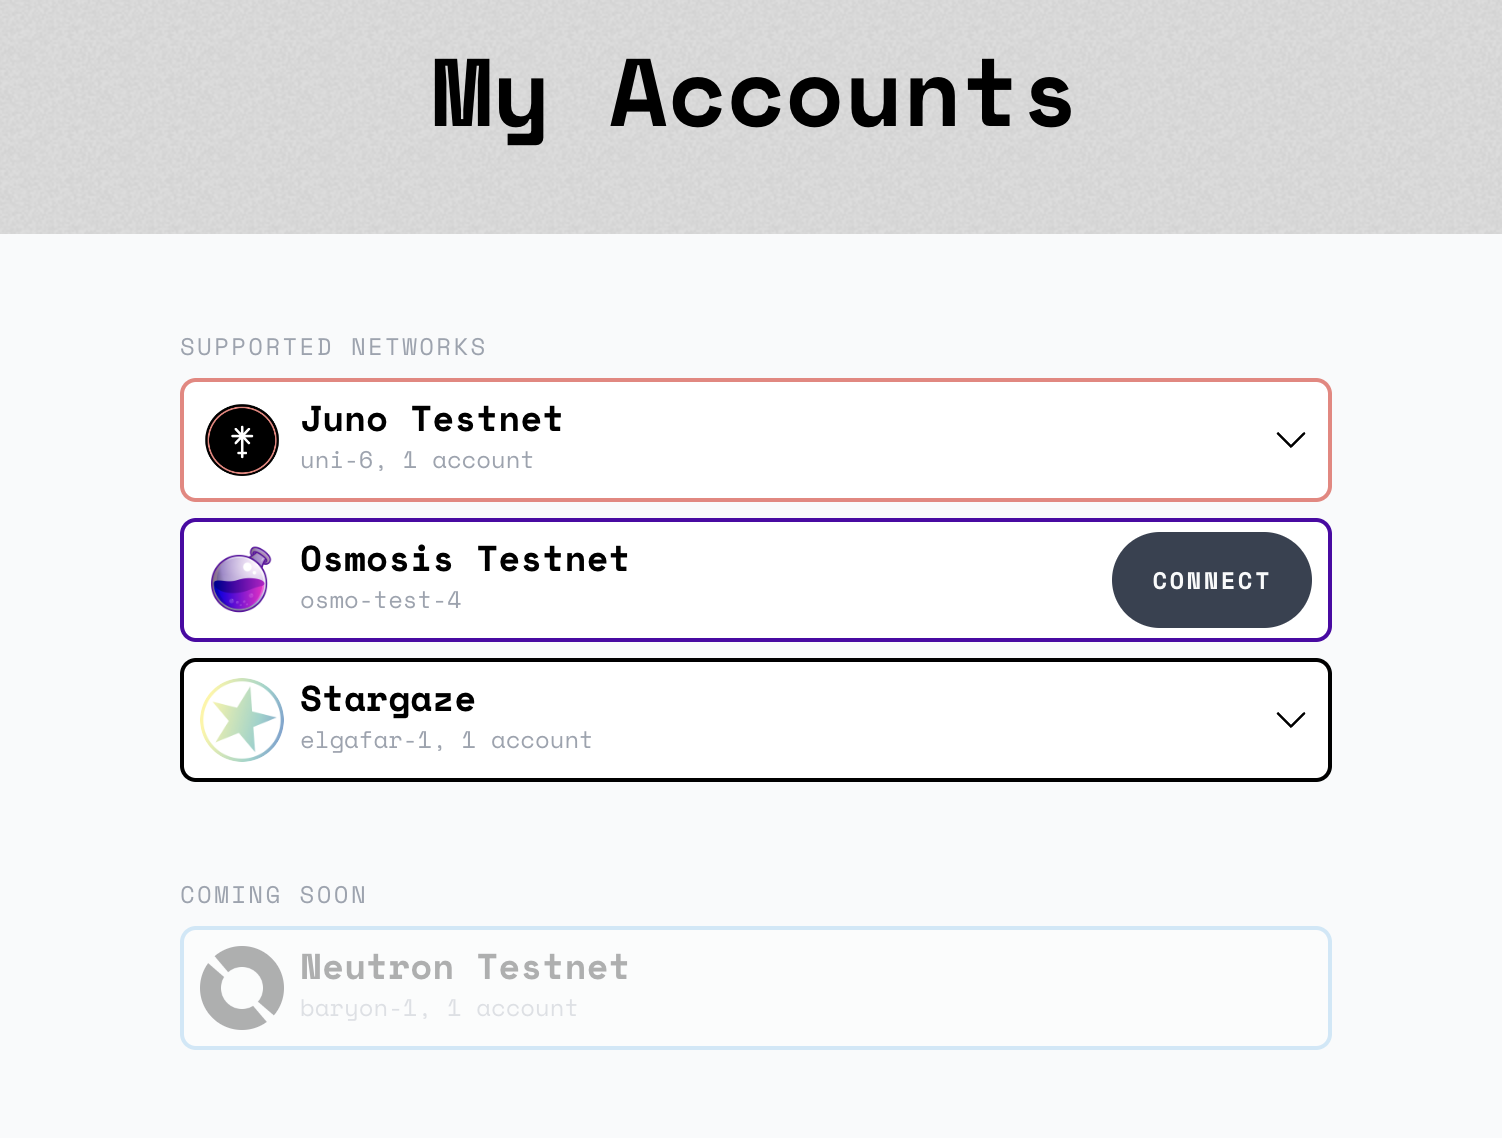 My Accounts
SUPPORTED NETWORKS
Juno Testnet
uni-6, 1 account
Osmosis Testnet
osmo-test-4
CONNECT
Stargaze
elgafar-1, 1 account
COMING SOON
Neutron Testnet
baryon-1, 1 account